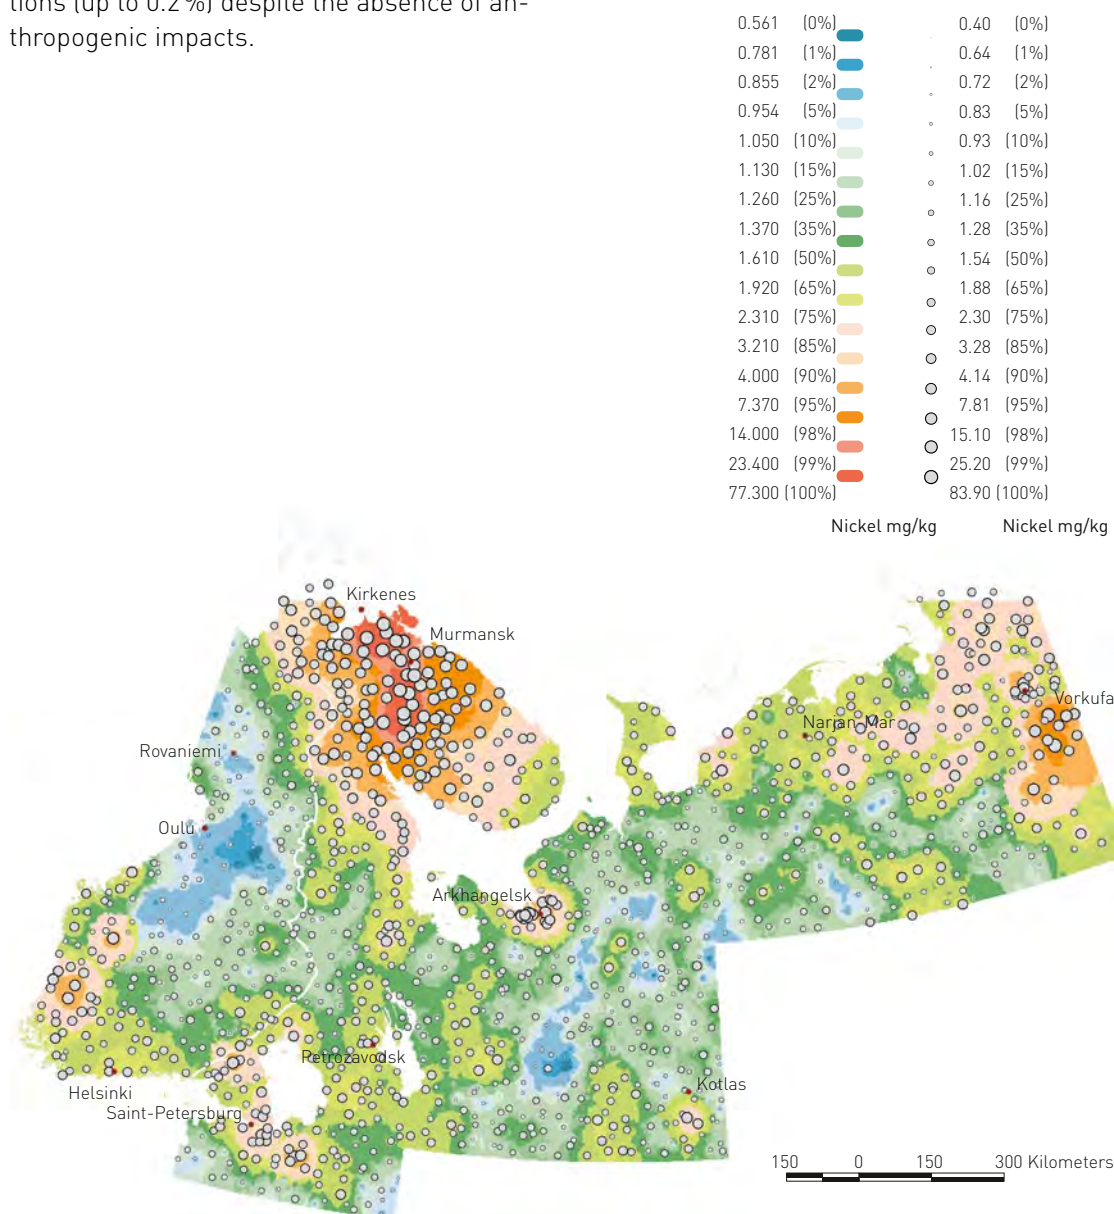 tions (up to 0.2%) despite the absence of an-
thropogenic impacts.
0.561 (0%) 0.40 (0%)
0.781 (1%) 0.64 (1%)
0.855 (2%) 0.72 (2%)
0.954 (5%) 0.83 (5%)
1.050 (10%) 0.93 (10%)
1.130 (15%) 1.02 (15%)
1.260 (25%) 1.16 (25%)
1.370 (35%) 1.28 (35%)
1.610 (50%) 1.54 (50%)
1.920 (65%) 1.88 (65%)
2.310 (75%) 2.30 (75%)
3.210 (85%) 3.28 (85%)
4.000 (90%) 4.14 (90%)
7.370 (95%) 7.81 (95%)
14.000 (98%) 15.10 (98%)
23.400 (99%) 25.20 (99%)
77.300 (100%) 83.90 (100%)
Nickel mg/kg Nickel mg/kg
Kirkenes
Murmansk
Vorkufa
Narjan-Mar
Rovaniemi
Oulu
Arkhangelsk
Petrozavodsk
Kotlas
Helsinki
Saint-Petersburg
150 0 150 300 Kilometers